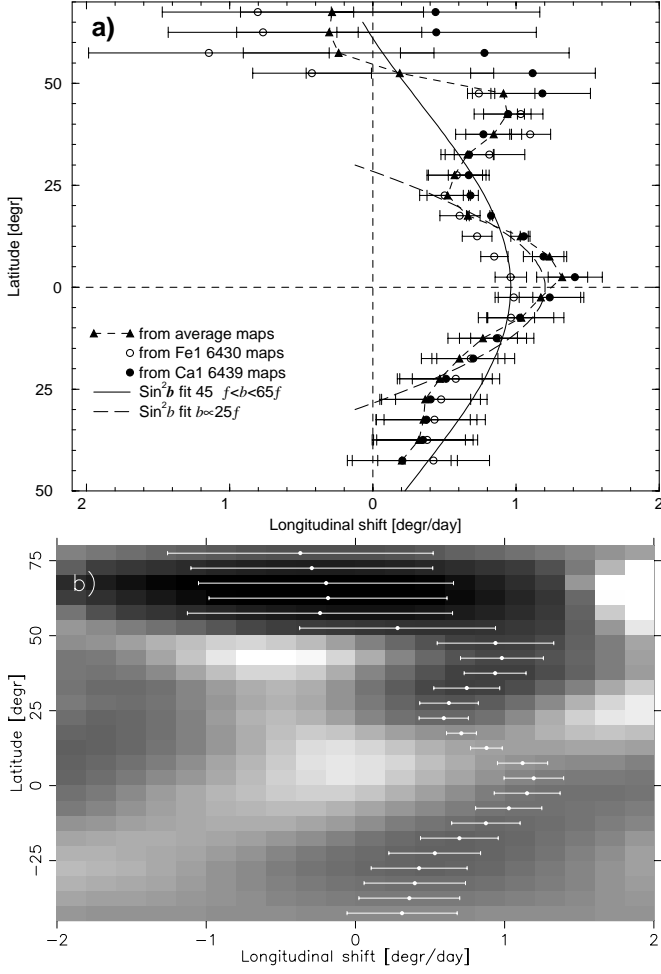 a)
50
25
0
25
50
Latitude [degr]
from average maps
from Fe1 6430 maps
from Ca1 6439 maps
Sin²b fit 45 f<b<65f
Sin²b fit b∝25f
2 1 0 1 2
Longitudinal shift [degr/day]
b)
75
50
25
0
-25
Latitude [degr]
-2 -1 0 1 2
Longitudinal shift [degr/day]